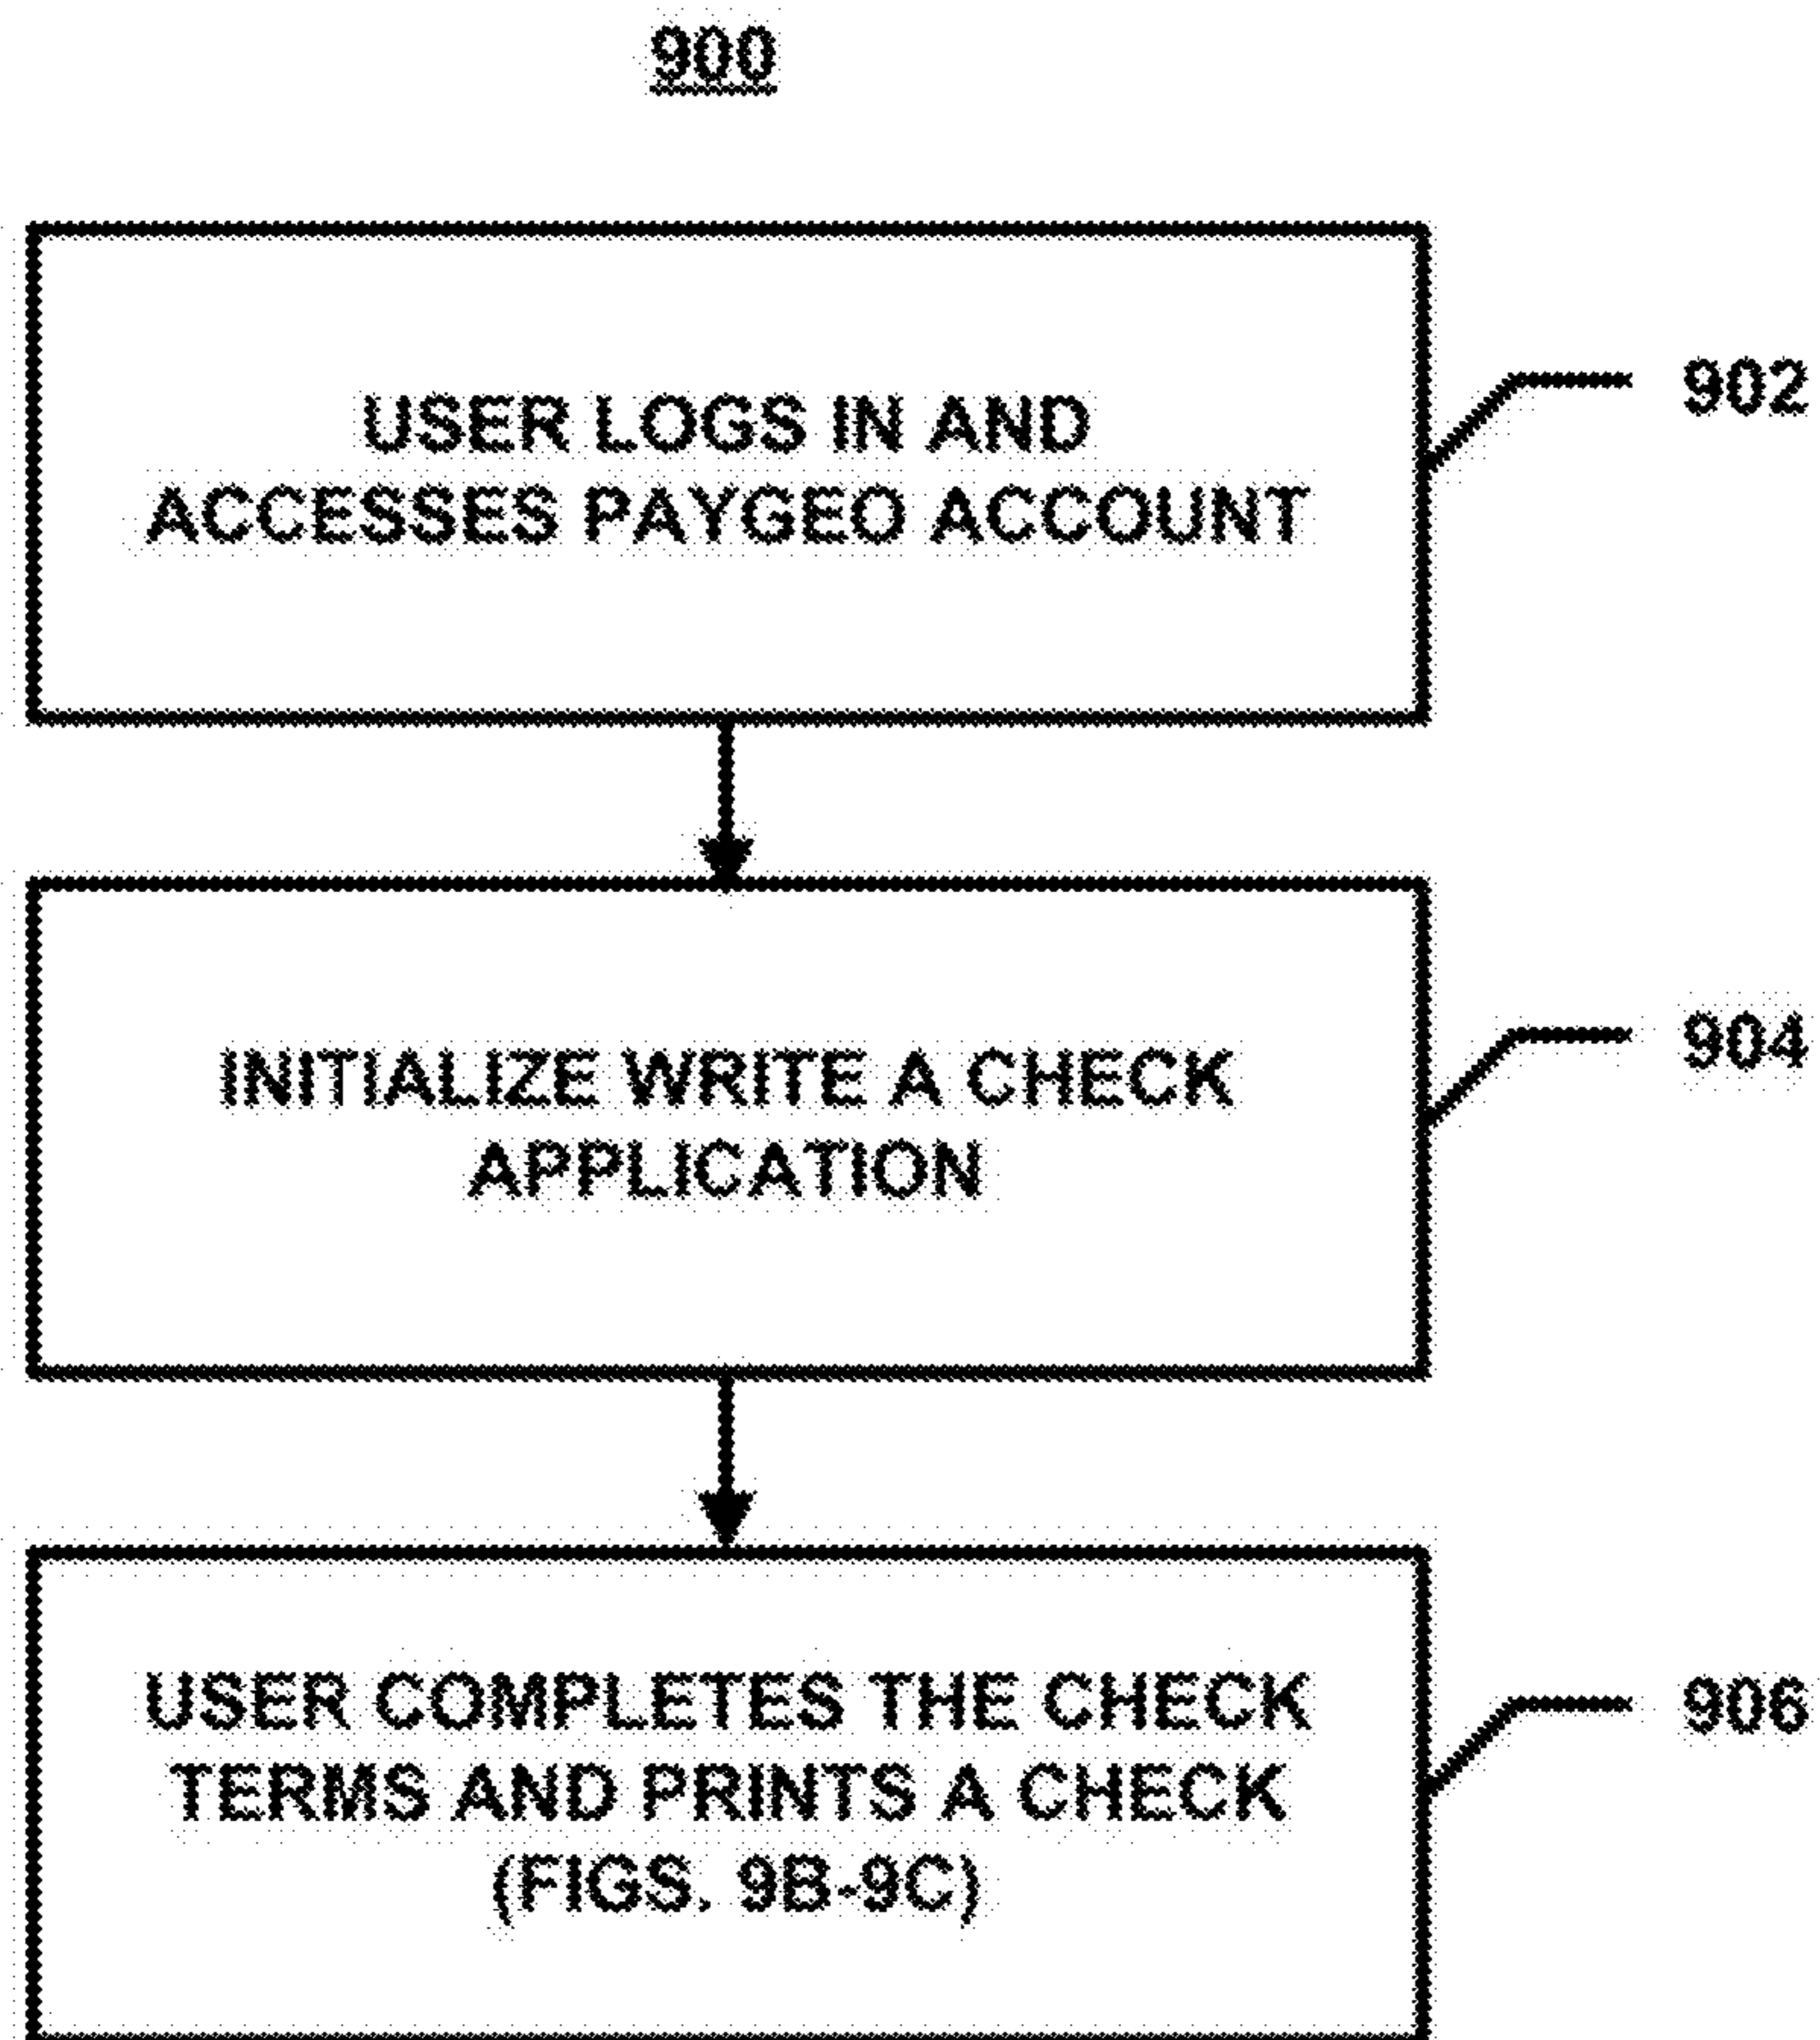 900
USER LOGS IN AND
ACCESSES PAYGEO ACCOUNT
902
INITIALIZE WRITE A CHECK
APPLICATION
904
USER COMPLETES THE CHECK
TERMS AND PRINTS A CHECK
(FIGS. 9B-9C)
906